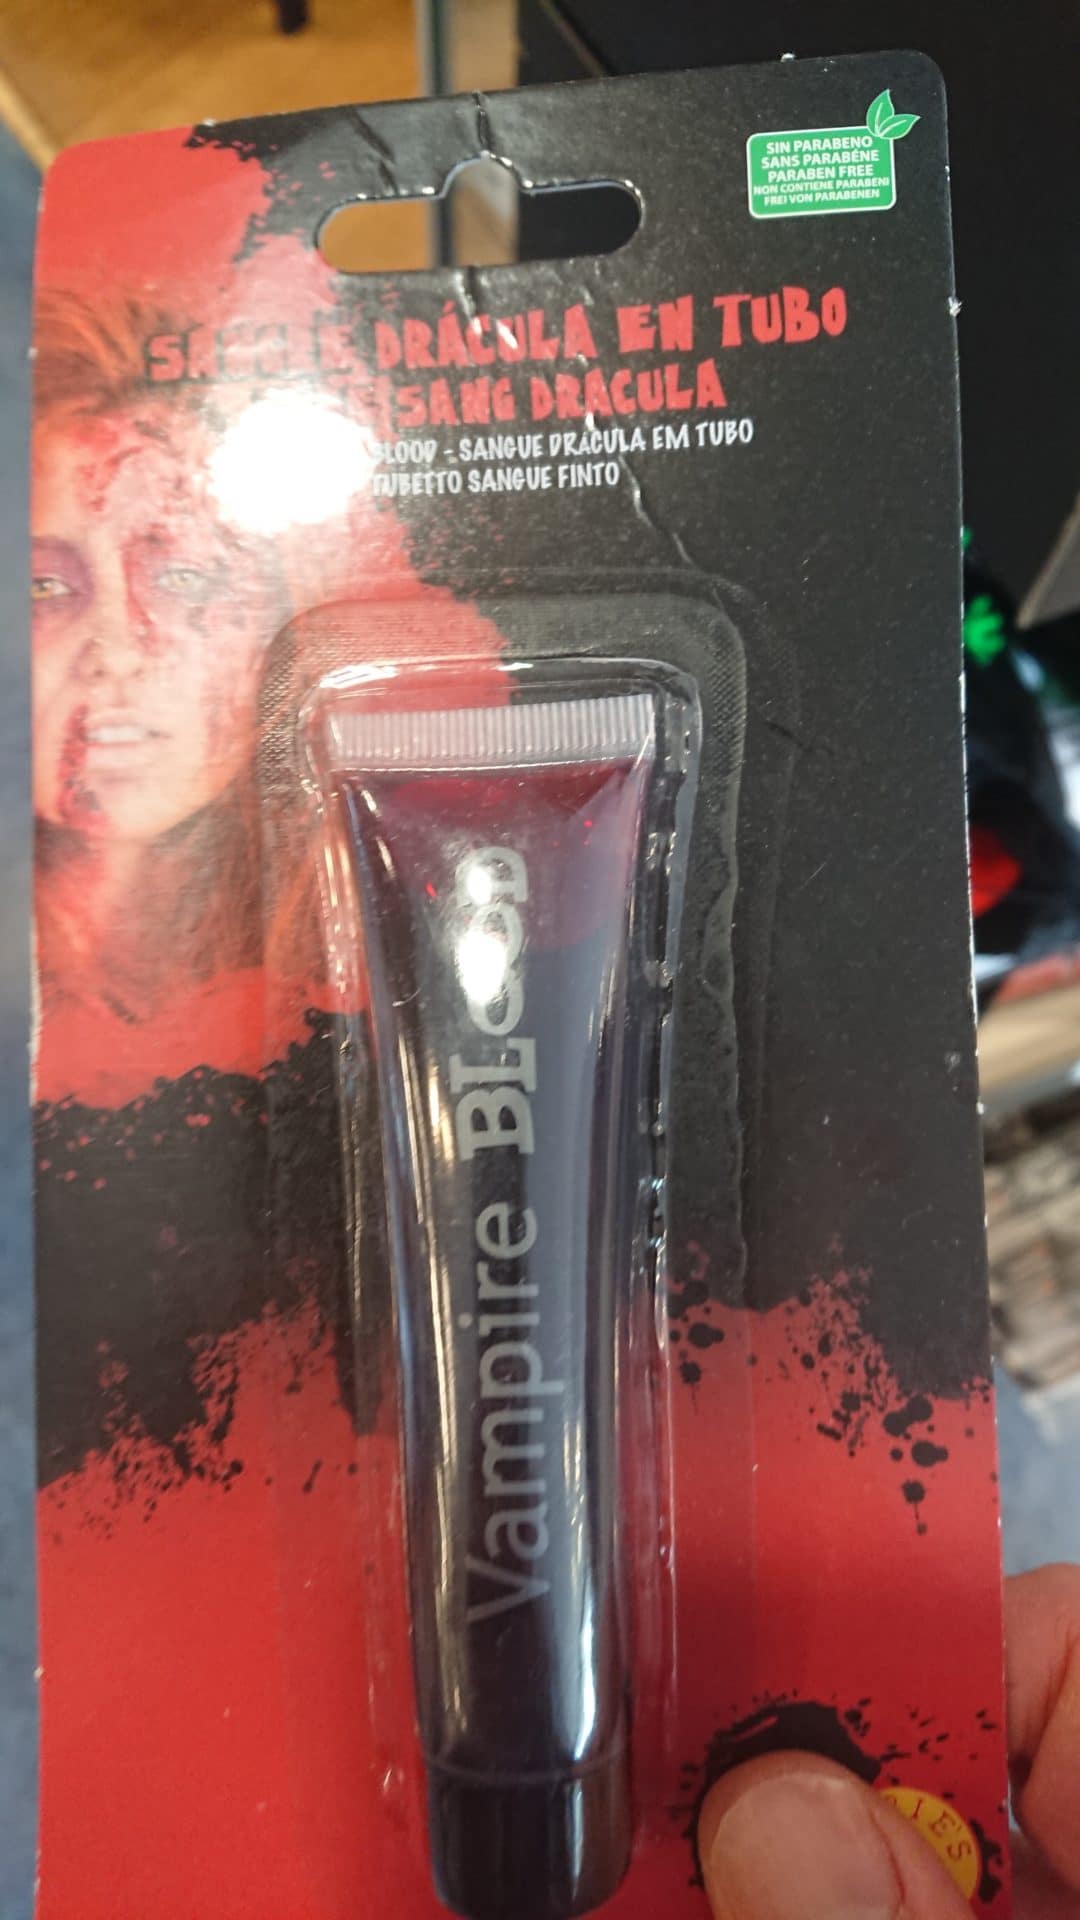 SIN PARABENO
SANS PARABÈNE
PARABEN FREE
NON CONTIENE PARABENI
FREI VON PARABENEN
SANGRE DRÁCULA EN TUBO
SANG DRACULA
BLOOD - SANGUE DRÁCULA EM TUBO
TUBETTO SANGUE FINTO
Vampire BLOOD